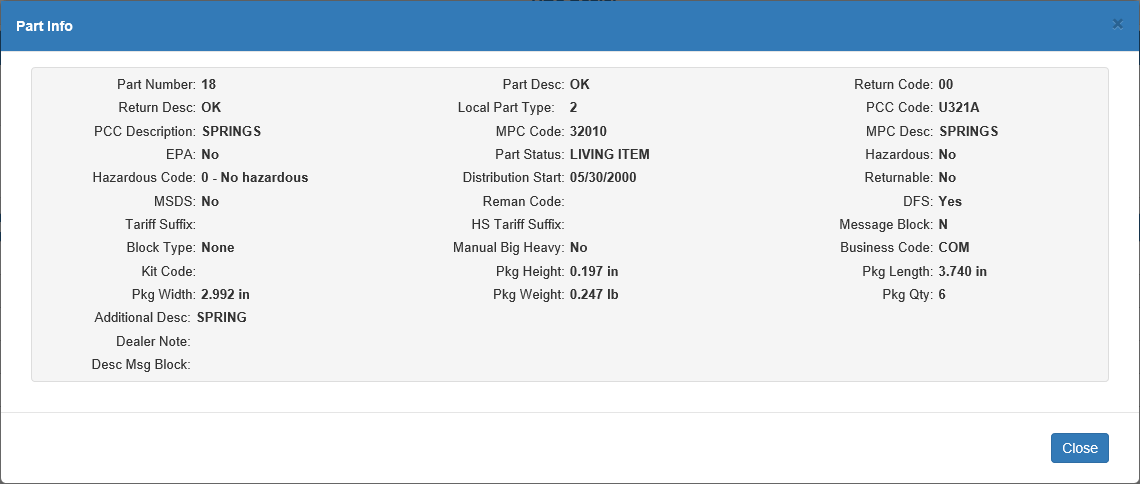 Part Info ×
Part Number: 18 Part Desc: OK Return Code: 00
Return Desc: OK Local Part Type: 2 PCC Code: U321A
PCC Description: SPRINGS MPC Code: 32010 MPC Desc: SPRINGS
EPA: No Part Status: LIVING ITEM Hazardous: No
Hazardous Code: 0 - No hazardous Distribution Start: 05/30/2000 Returnable: No
MSDS: No Reman Code: DFS: Yes
Tariff Suffix: HS Tariff Suffix: Message Block: N
Block Type: None Manual Big Heavy: No Business Code: COM
Kit Code: Pkg Height: 0.197 in Pkg Length: 3.740 in
Pkg Width: 2.992 in Pkg Weight: 0.247 lb Pkg Qty: 6
Additional Desc: SPRING
Dealer Note:
Desc Msg Block:
Close